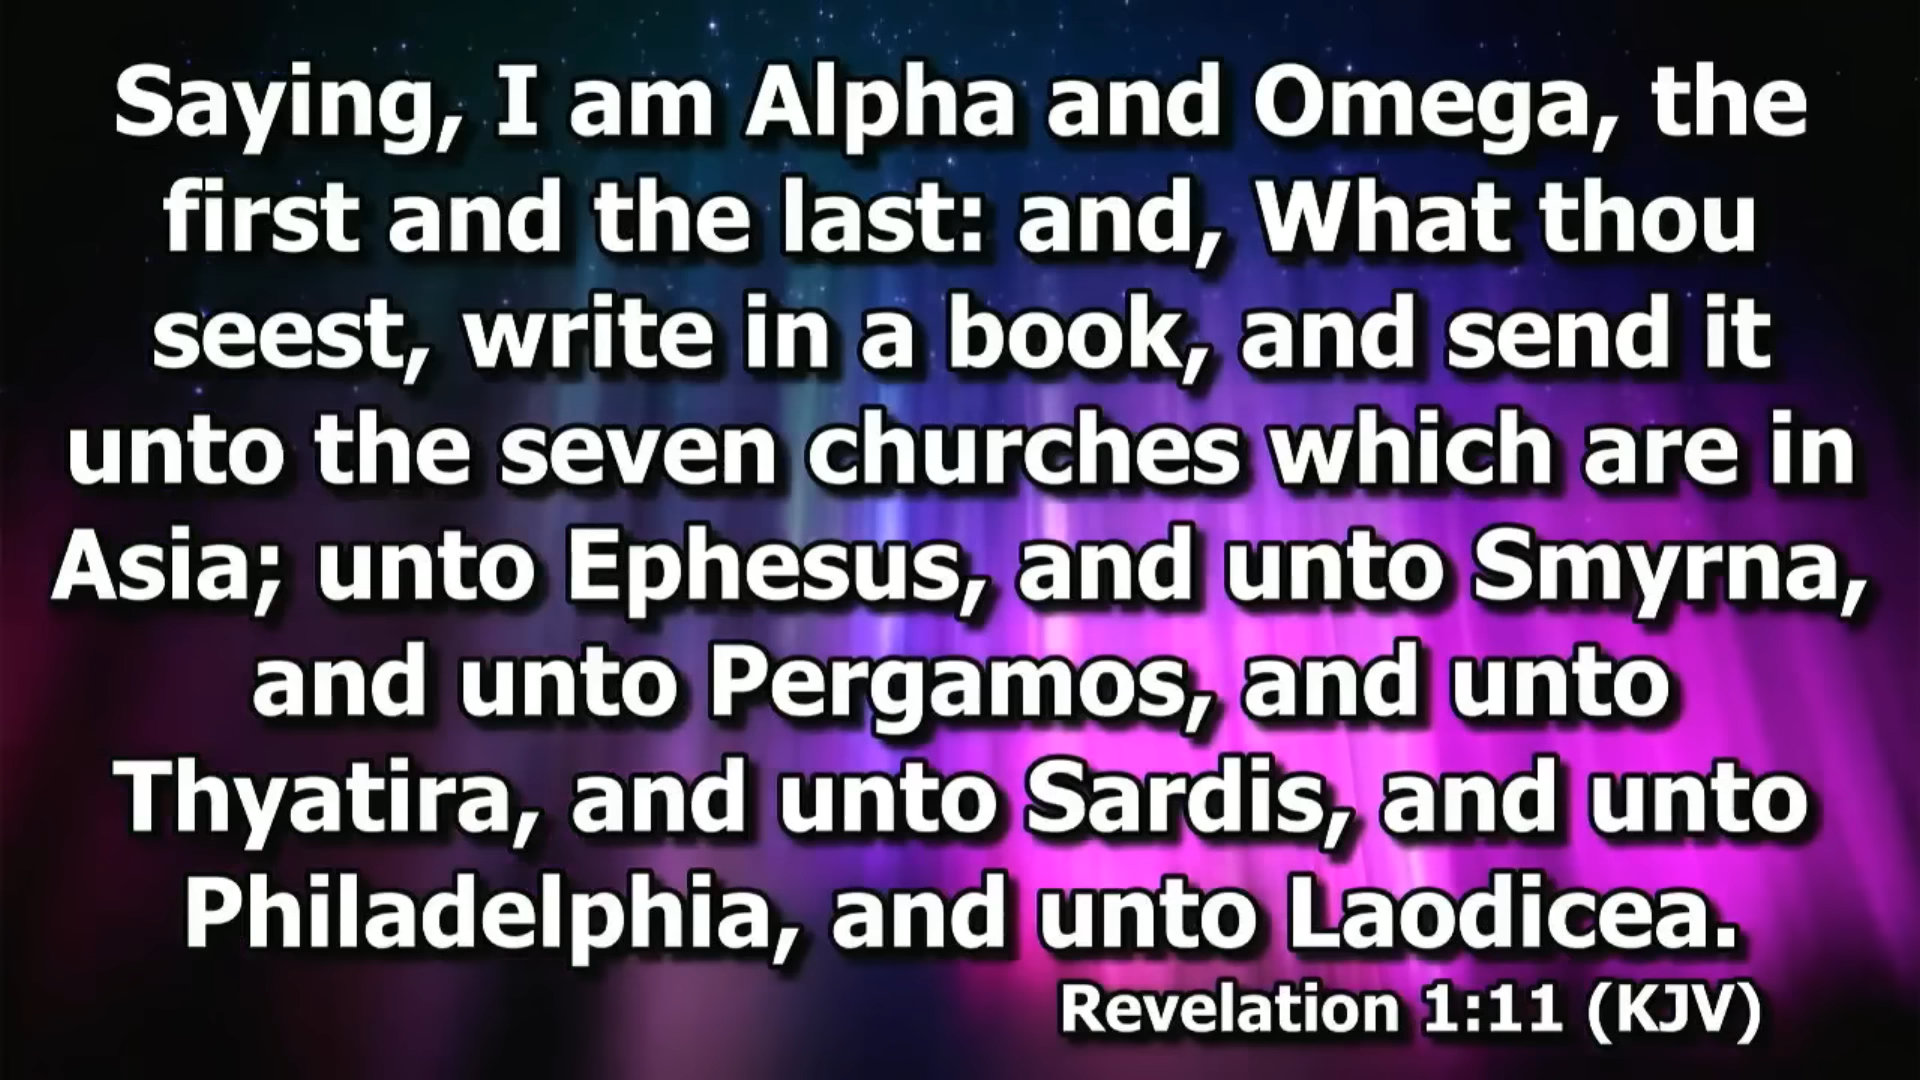 Saying, I am Alpha and Omega, the
first and the last: and, What thou
seest, write in a book, and send it
unto the seven churches which are in
Asia; unto Ephesus, and unto Smyrna,
and unto Pergamos, and unto
Thyatira, and unto Sardis, and unto
Philadelphia, and unto Laodicea.
Revelation 1:11 (KJV)